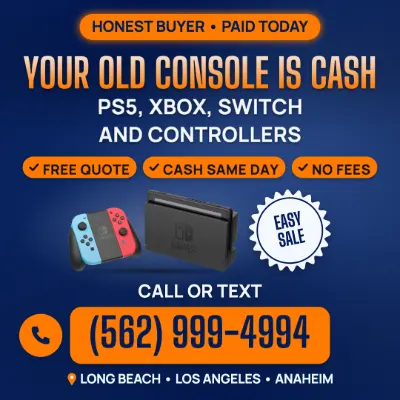 HONEST BUYER • PAID TODAY
YOUR OLD CONSOLE IS CASH
PS5, XBOX, SWITCH
AND CONTROLLERS
FREE QUOTE
CASH SAME DAY
NO FEES
EASY
SALE
CALL OR TEXT
(562) 999-4994
LONG BEACH • LOS ANGELES • ANAHEIM